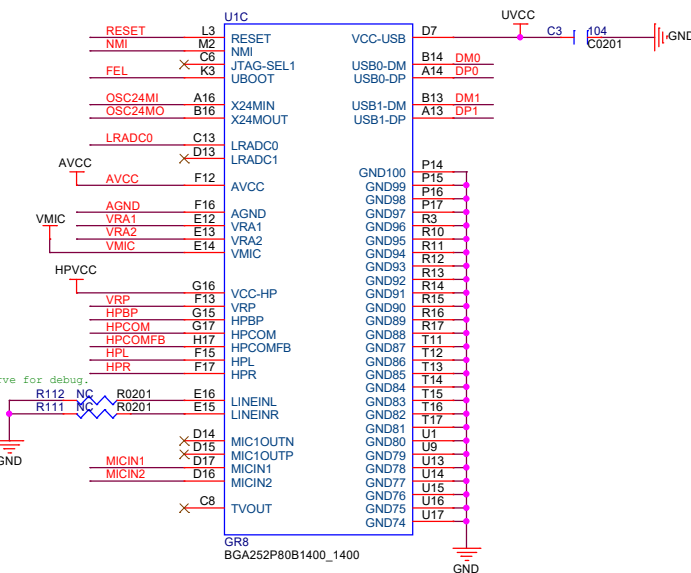 U1C
UVCC
RESET L3 RESET VCC-USB D7 C3 104 GND
NMI M2 NMI C0201
C6 JTAG-SEL1 USB0-DM B14 DM0
FEL K3 UBOOT USB0-DP A14 DP0
OSC24MI A16 X24MIN USB1-DM B13 DM1
OSC24MO B16 X24MOUT USB1-DP A13 DP1
LRADC0 C13 LRADC0
D13 LRADC1
AVCC
GND100 P14
AVCC F12 AVCC GND99 P15
GND98 P16
AGND F16 AGND GND97 P17
VMIC
VRA1 E12 VRA1 GND96 R3
VRA2 E13 VRA2 GND95 R10
VMIC E14 VMIC GND94 R11
GND93 R12
HPVCC
GND92 R13
G16 VCC-HP GND91 R14
VRP F13 VRP GND90 R15
HPBP G15 HPBP GND89 R16
HPCOM G17 HPCOM GND88 R17
HPCOMFB H17 HPCOMFB GND87 T11
HPL F15 HPL GND86 T12
HPR F17 HPR GND85 T13
rve for debug.
GND84 T14
R112 NC R0201 E16 LINEINL GND83 T15
R111 NC R0201 E15 LINEINR GND82 T16
GND81 T17
D14 MIC1OUTN GND80 U1
GND
D15 MIC1OUTP GND79 U9
MICIN1 D17 MICIN1 GND78 U13
MICIN2 D16 MICIN2 GND77 U14
GND76 U15
C8 TVOUT GND75 U16
GND74 U17
GR8
BGA252P80B1400_1400
GND